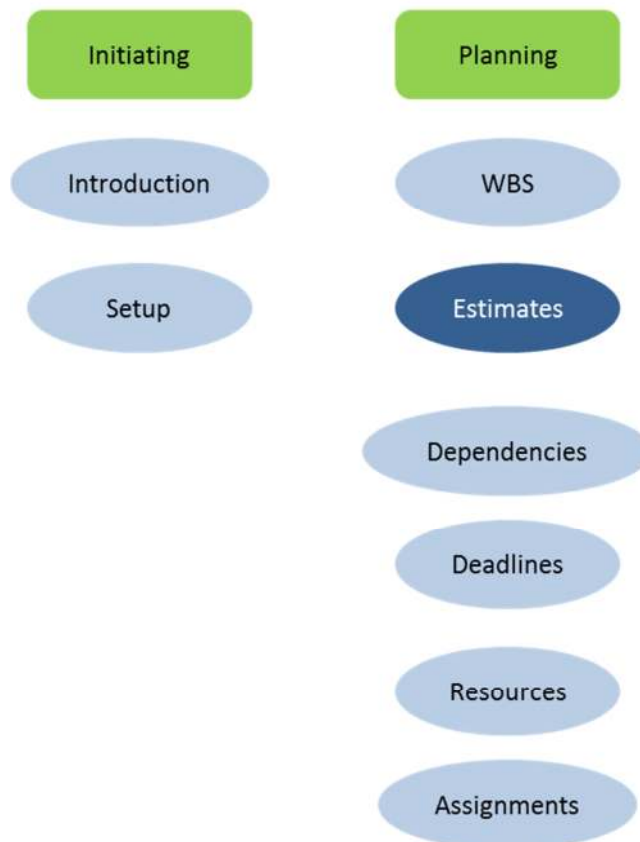 Initiating
Planning
Introduction
WBS
Setup
Estimates
Dependencies
Deadlines
Resources
Assignments